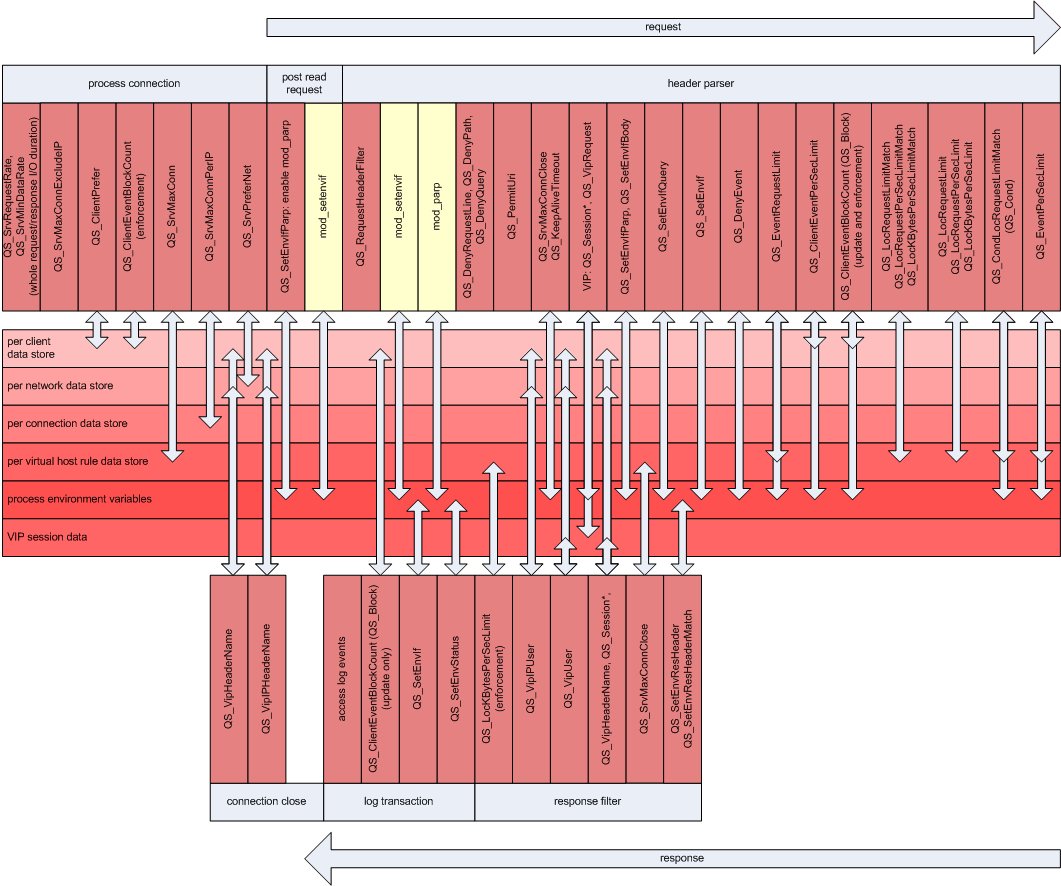 request
process connection
post read
request
header parser
QS_SrvRequestRate,
QS_SrvMinDataRate
(whole request/response I/O duration)
QS_SrvMaxConnExcludeIP
QS_ClientPrefer
QS_ClientEventBlockCount
(enforcement)
QS_SrvMaxConn
QS_SrvMaxConnPerIP
QS_SrvPreferNet
QS_SetEnvIfParp: enable mod_parp
mod_setenvif
QS_RequestHeaderFilter
mod_setenvif
mod_parp
QS_DenyRequestLine, QS_DenyPath,
QS_DenyQuery
QS_PermitUri
QS_SrvMaxConnClose
QS_KeepAliveTimeout
VIP: QS_Session*, QS_VipRequest
QS_SetEnvIfParp, QS_SetEnvIfBody
QS_SetEnvIfQuery
QS_SetEnvIf
QS_DenyEvent
QS_EventRequestLimit
QS_ClientEventPerSecLimit
QS_ClientEventBlockCount (QS_Block)
(update and enforcement)
QS_LocRequestLimitMatch
QS_LocRequestPerSecLimitMatch
QS_LocKBytesPerSecLimitMatch
QS_LocRequestLimit
QS_LocRequestPerSecLimit
QS_LocKBytesPerSecLimit
QS_CondLocRequestLimitMatch
(QS_Cond)
QS_EventPerSecLimit
per client
data store
per network data store
per connection data store
per virtual host rule data store
process environment variables
VIP session data
QS_VipHeaderName
QS_VipIPHeaderName
access log events
QS_ClientEventBlockCount (QS_Block)
(update only)
QS_SetEnvIf
QS_SetEnvStatus
QS_LocKBytesPerSecLimit
(enforcement)
QS_VipIPUser
QS_VipUser
QS_VipHeaderName, QS_Session*,
QS_SrvMaxConnClose
QS_SetEnvResHeader
QS_SetEnvResHeaderMatch
connection close
log transaction
response filter
response